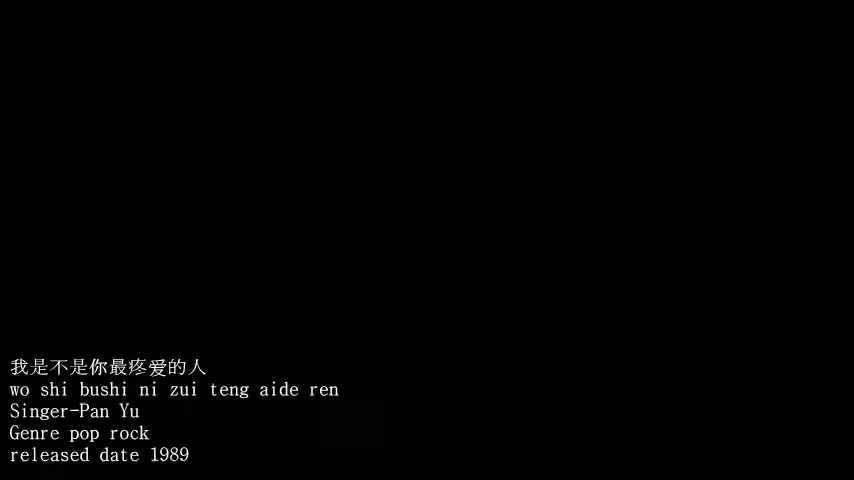 我是不是你最疼爱的人
wo shi bushi ni zui teng aide ren
Singer-Pan Yu
Genre pop rock
released date 1989